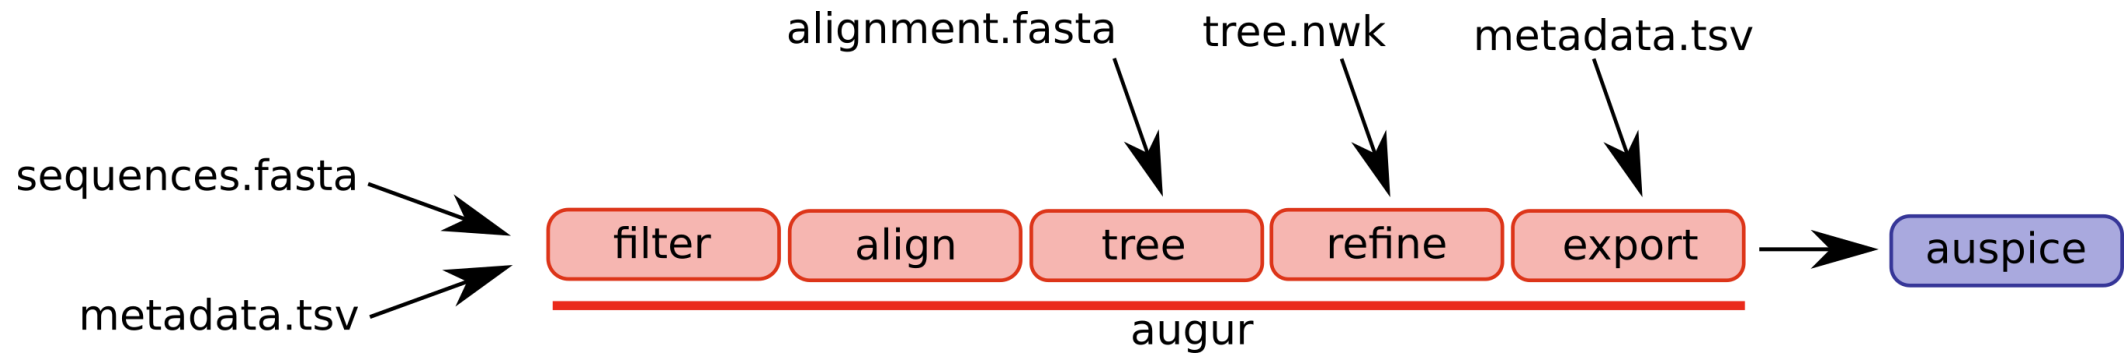 alignment.fasta
tree.nwk
metadata.tsv
sequences.fasta
metadata.tsv
filter
align
tree
refine
export
auspice
augur